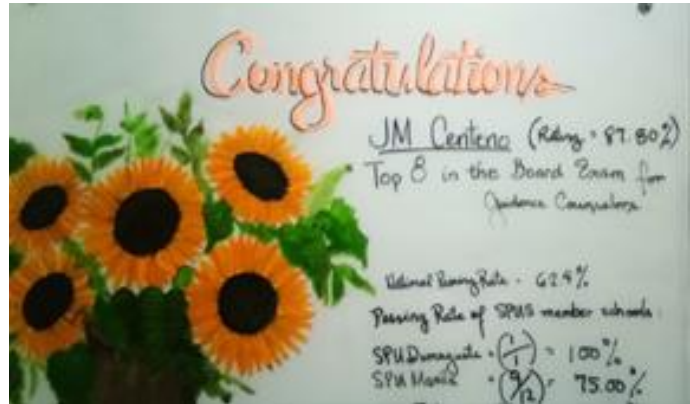 Congratulations
JM Centeno (Rating = 87.80%)
Top 8 in the Board Exam for
Guidance Counselors
National Passing Rate = 62.4%
Passing Rate of SPUS member schools:
SPU Dumaguete = (1/1) = 100%
SPU Manila = (9/12) = 75.00%